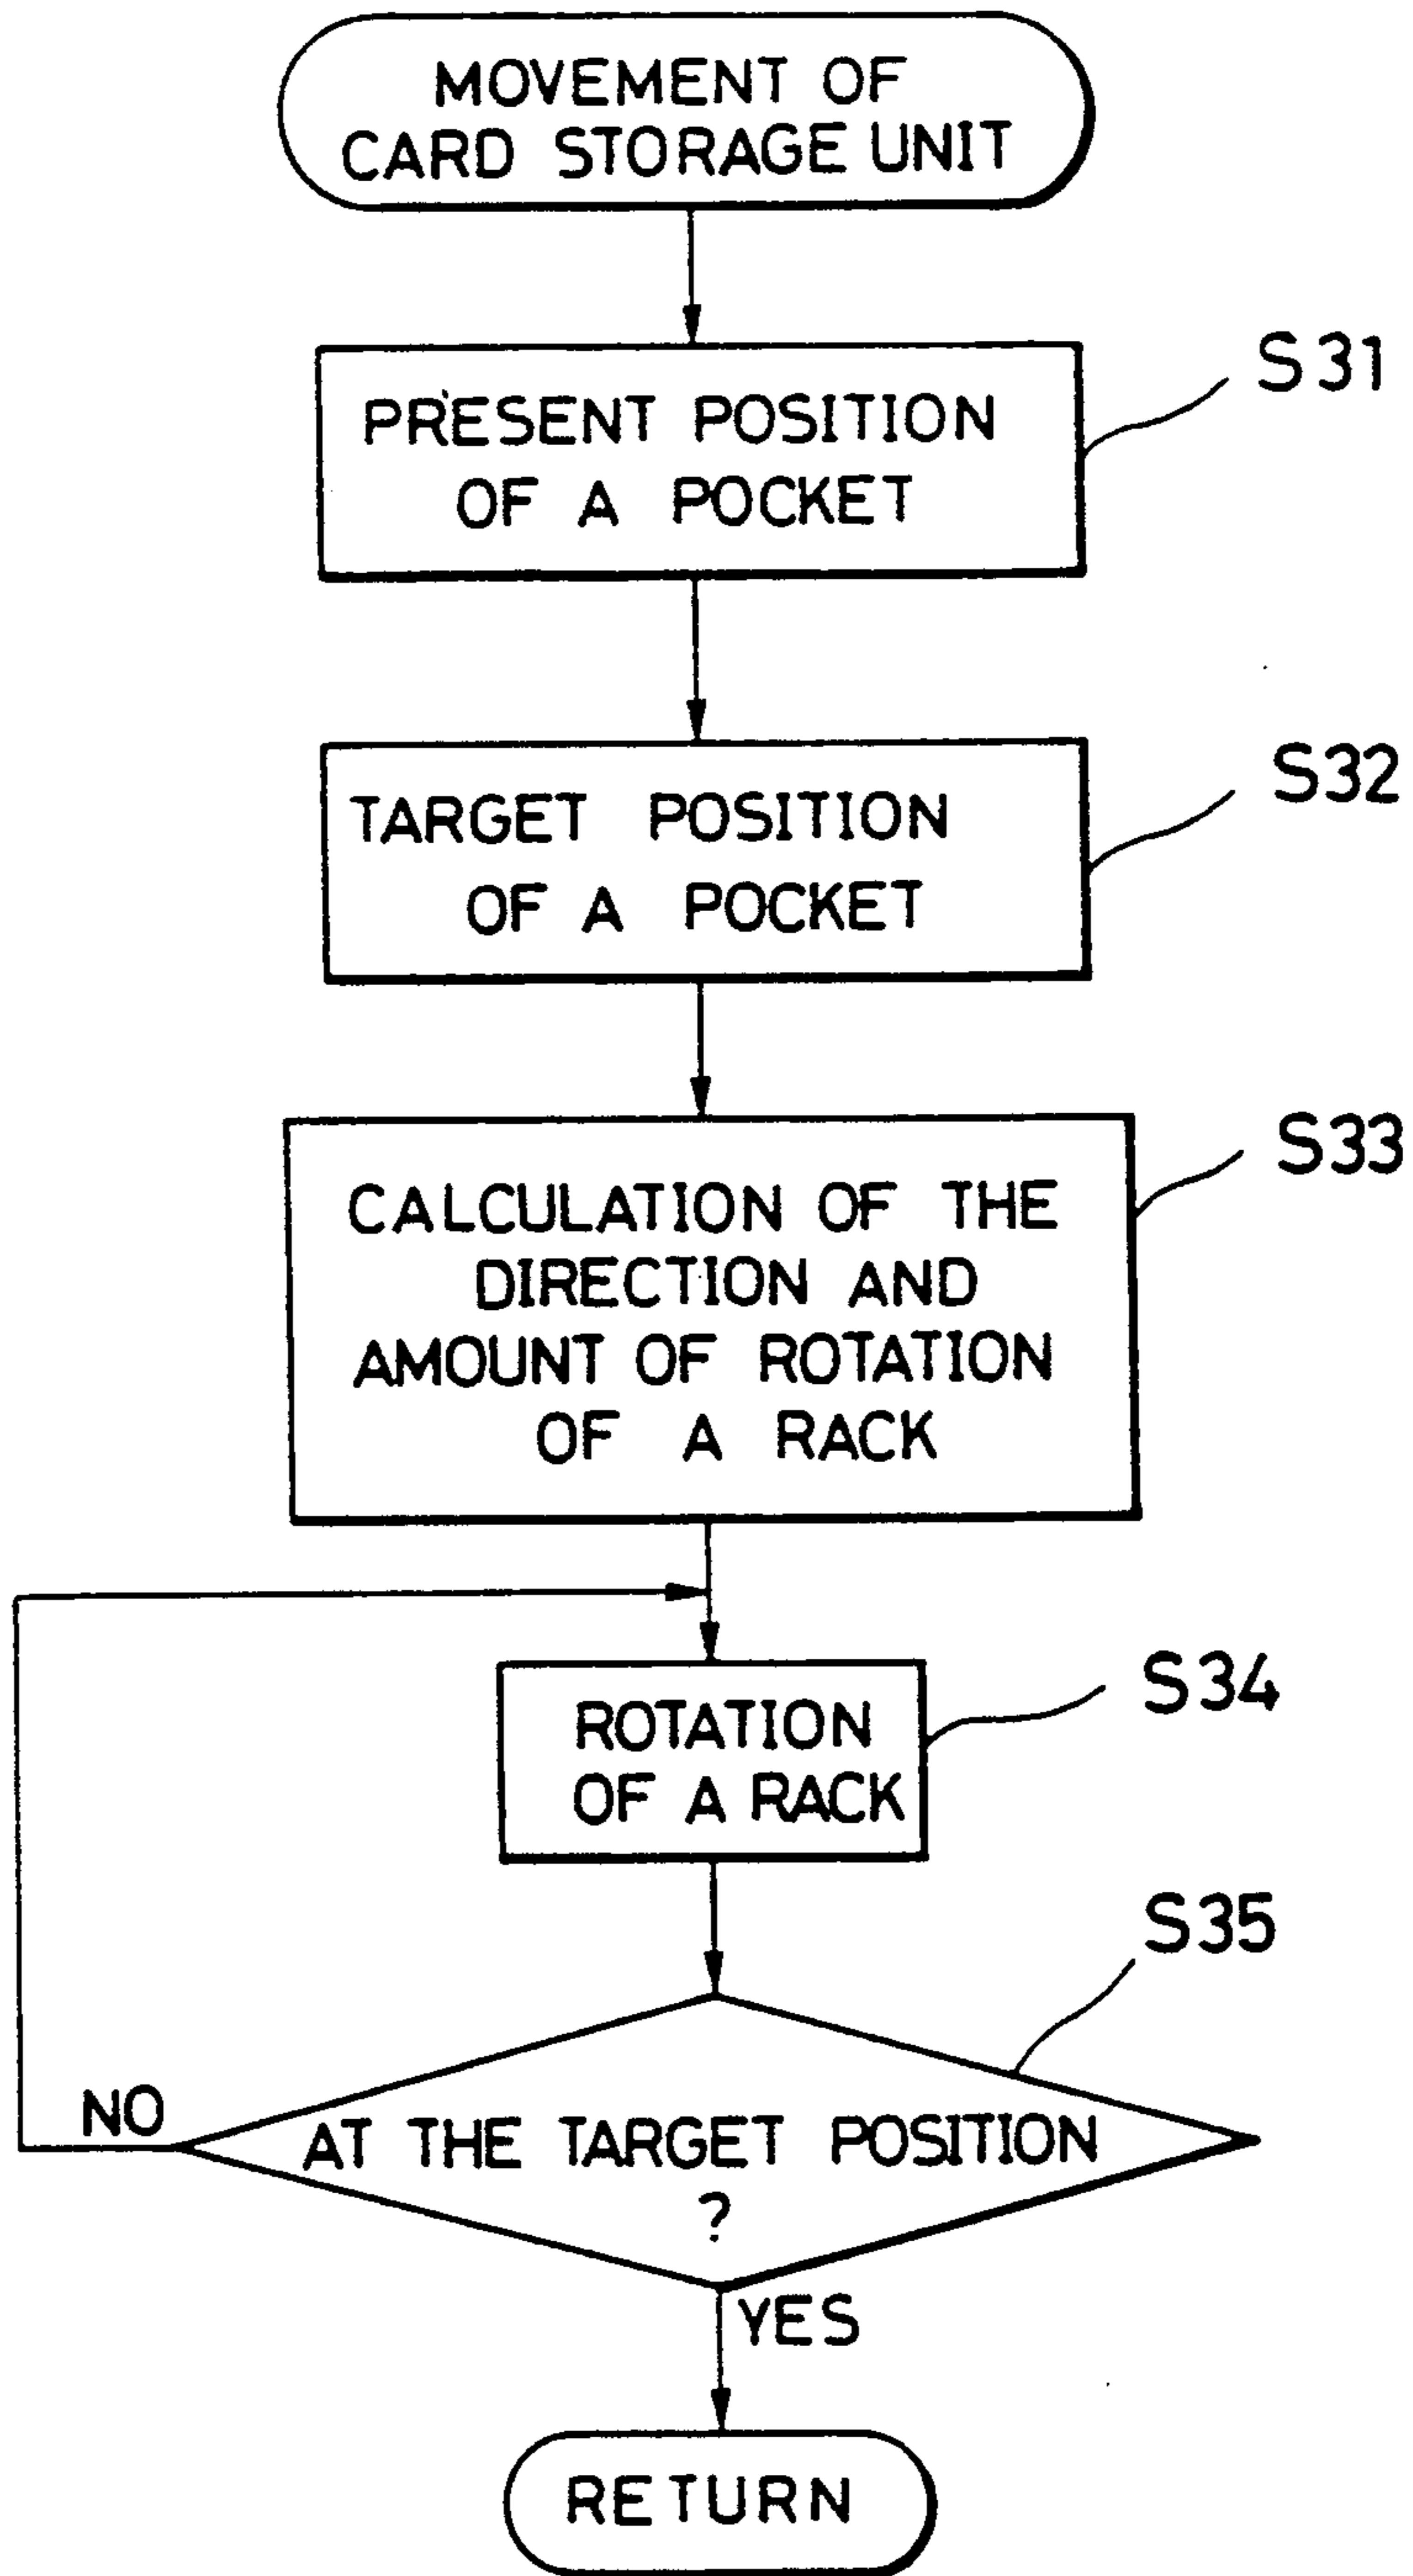 MOVEMENT OF
CARD STORAGE UNIT
S31
PRESENT POSITION
OF A POCKET
S32
TARGET POSITION
OF A POCKET
S33
CALCULATION OF THE
DIRECTION AND
AMOUNT OF ROTATION
OF A RACK
S34
ROTATION
OF A RACK
S35
NO
AT THE TARGET POSITION
?
YES
RETURN